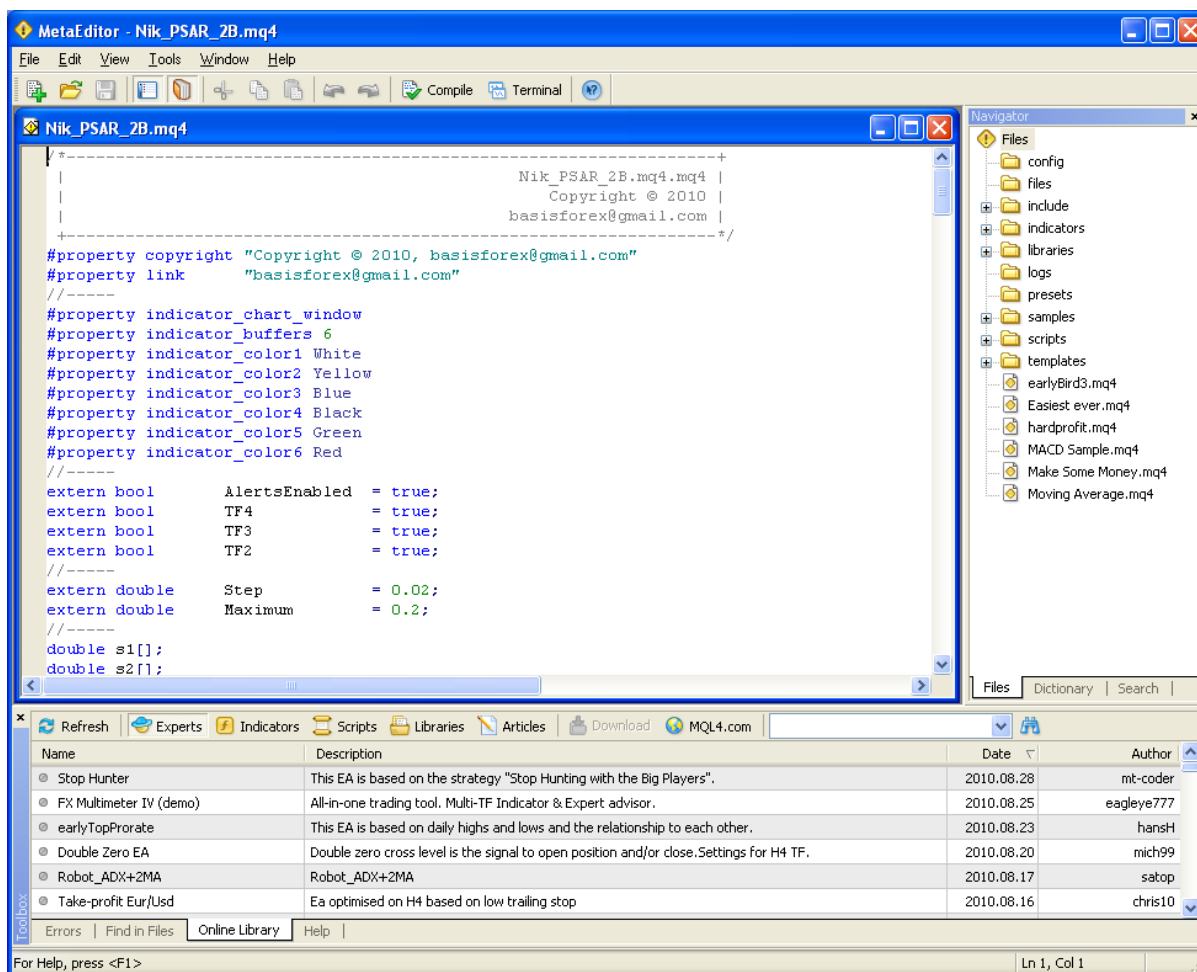 MetaEditor - Nik_PSAR_2B.mq4
File Edit View Tools Window Help
Compile Terminal
Nik_PSAR_2B.mq4
/*-------------------------------------------------------------------+
| Nik_PSAR_2B.mq4.mq4 |
| Copyright © 2010 |
| basisforex@gmail.com |
+-------------------------------------------------------------------*/
#property copyright "Copyright © 2010, basisforex@gmail.com"
#property link "basisforex@gmail.com"
//-----
#property indicator_chart_window
#property indicator_buffers 6
#property indicator_color1 White
#property indicator_color2 Yellow
#property indicator_color3 Blue
#property indicator_color4 Black
#property indicator_color5 Green
#property indicator_color6 Red
//-----
extern bool AlertsEnabled = true;
extern bool TF4 = true;
extern bool TF3 = true;
extern bool TF2 = true;
//-----
extern double Step = 0.02;
extern double Maximum = 0.2;
//-----
double s1[];
double s2[];
Navigator
Files
config
files
include
indicators
libraries
logs
presets
samples
scripts
templates
earlyBird3.mq4
Easiest ever.mq4
hardprofit.mq4
MACD Sample.mq4
Make Some Money.mq4
Moving Average.mq4
Files Dictionary | Search |
Refresh Experts Indicators Scripts Libraries Articles Download MQL4.com
Name Description Date Author
Stop Hunter This EA is based on the strategy "Stop Hunting with the Big Players". 2010.08.28 mt-coder
FX Multimeter IV (demo) All-in-one trading tool. Multi-TF Indicator & Expert advisor. 2010.08.25 eagleye777
earlyTopProrate This EA is based on daily highs and lows and the relationship to each other. 2010.08.23 hansH
Double Zero EA Double zero cross level is the signal to open position and/or close.Settings for H4 TF. 2010.08.20 mich99
Robot_ADX+2MA Robot_ADX+2MA 2010.08.17 satop
Take-profit Eur/Usd Ea optimised on H4 based on low trailing stop 2010.08.16 chris10
Toolbox
Errors | Find in Files Online Library Help |
For Help, press <F1> Ln 1, Col 1